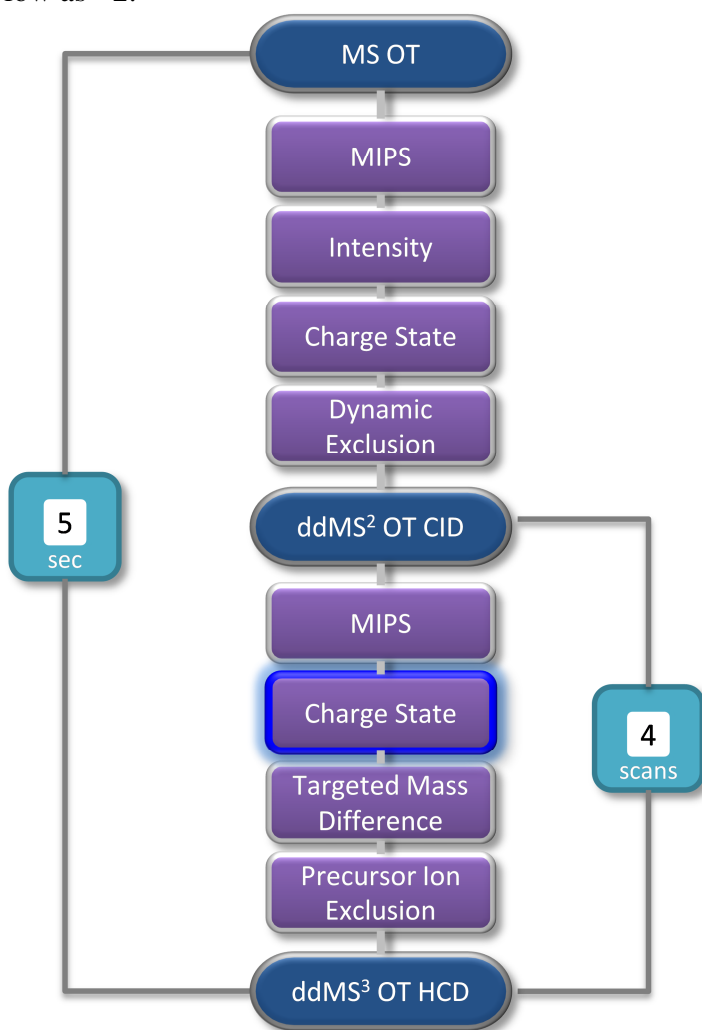 MS OT
MIPS
Intensity
Charge State
Dynamic
Exclusion
5
sec
ddMS² OT CID
MIPS
Charge State
4
scans
Targeted Mass
Difference
Precursor Ion
Exclusion
ddMS³ OT HCD